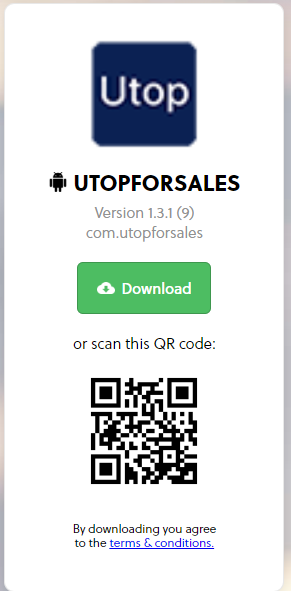 Utop
UTOPFORSALES
Version 1.3.1 (9)
com.utopforsales
Download
or scan this QR code:
By downloading you agree
to the terms & conditions.